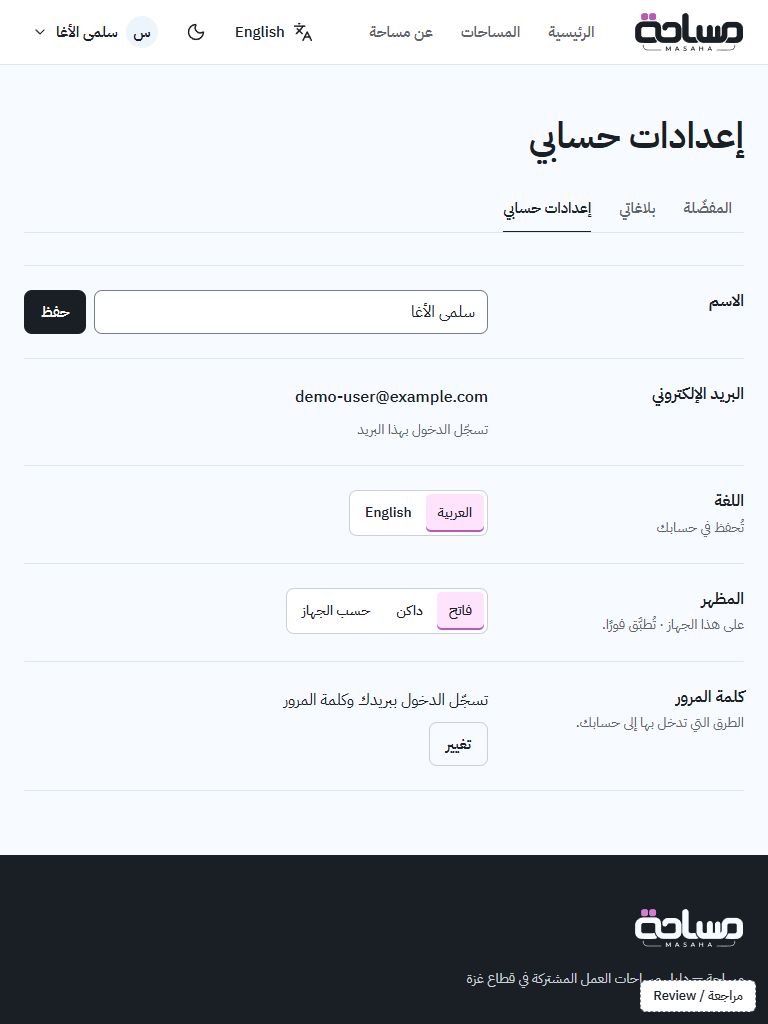 مساحة
MASAHA
الرئيسية
المساحات
عن مساحة
English
س
سلمى الأغا
إعدادات حسابي
المفضّلة
بلاغاتي
إعدادات حسابي
الاسم
سلمى الأغا
حفظ
البريد الإلكتروني
demo-user@example.com
تسجّل الدخول بهذا البريد
اللغة
تُحفظ في حسابك
العربية
English
المظهر
على هذا الجهاز · تُطبَّق فورًا.
فاتح
داكن
حسب الجهاز
كلمة المرور
الطرق التي تدخل بها إلى حسابك.
تسجّل الدخول ببريدك وكلمة المرور
تغيير
مساحة
MASAHA
المشتركة في قطاع غزة
مراجعة / Review